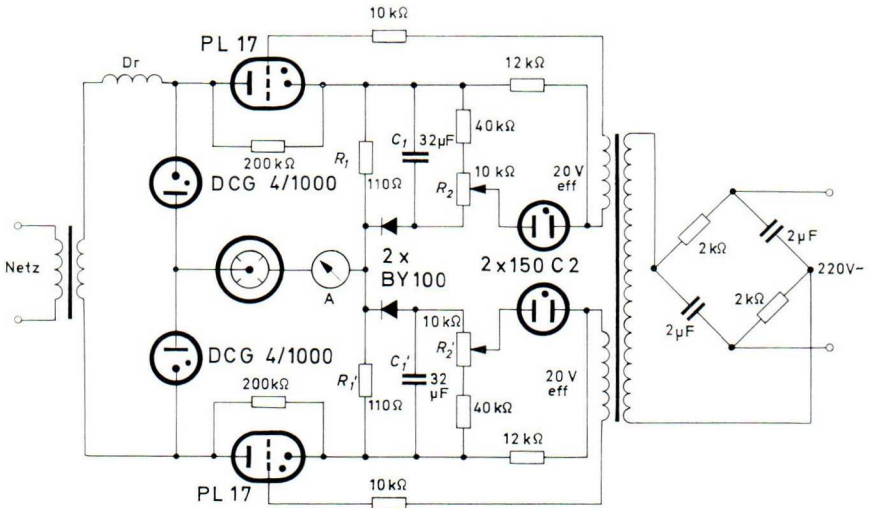 10 kΩ
PL 17
12 kΩ
Dr
40 kΩ
C₁ 32µF
200 kΩ
R₁
10 kΩ
20 V
eff
DCG 4/1000
110Ω
R₂
2 kΩ
2µF
2 x
BY 100
2 x 150 C 2
Netz
A
220V~
2 kΩ
2µF
10 kΩ
DCG 4/1000
R₂'
200kΩ
R₁'
C₁' 32
µF
20 V
eff
110Ω
40 kΩ
12 kΩ
PL 17
10 kΩ